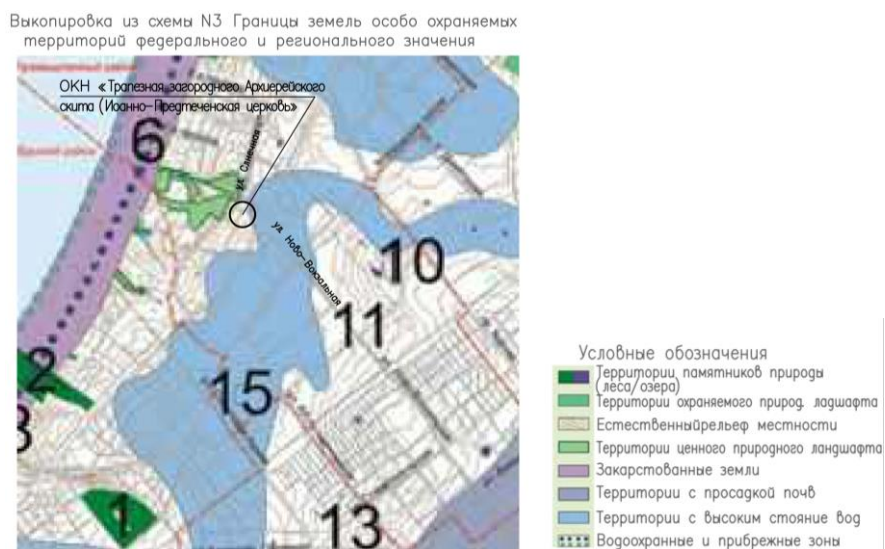 Выкопировка из схемы N3 Границы земель особо охраняемых
территорий федерального и регионального значения
ОКН «Трапезная загородного Архиерейского
скита (Иоанно-Предтеченская церковь»
6
ул. Солнечная
ул. Ново-Вокзальная
10
11
2
15
3
1
13
Условные обозначения
Территории памятников природы
(леса/озера)
Территории охраняемого природ. ладшафта
Естественныйрельеф местности
Территории ценного природного ландшафта
Закарстованные земли
Территории с просадкой почв
Территории с высоким стояние вод
Водоохранные и прибрежные зоны